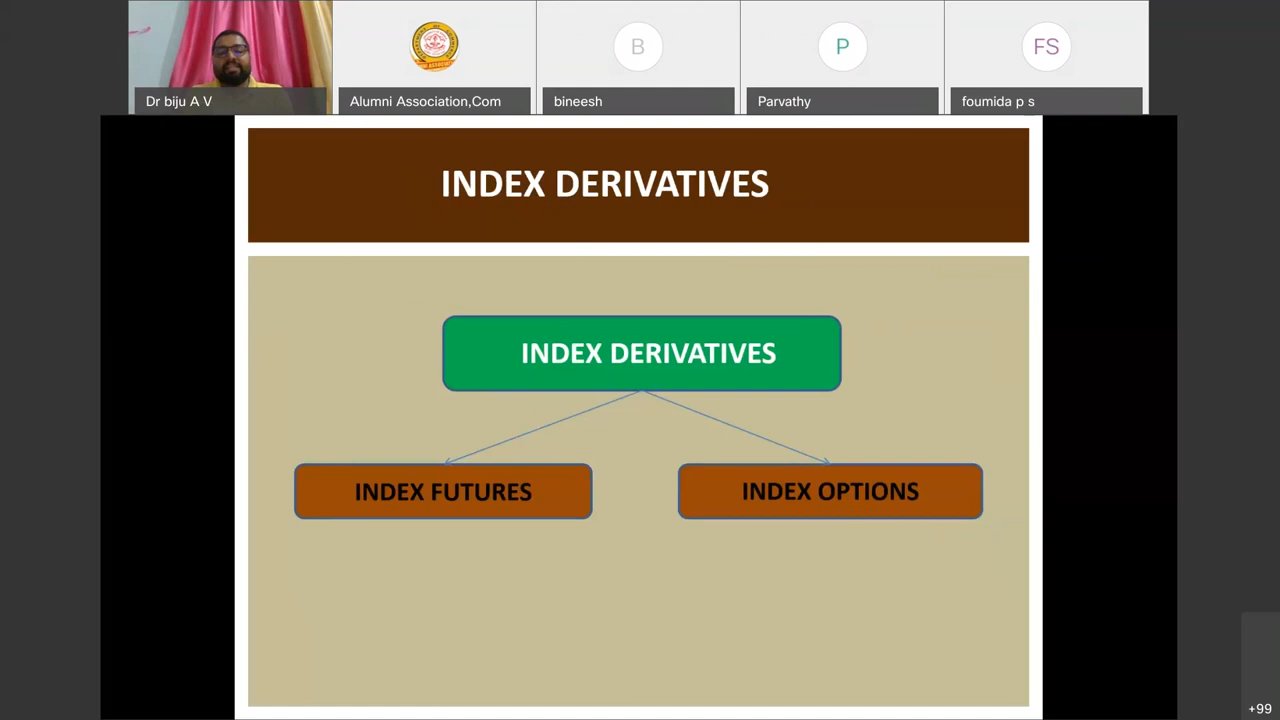 B
P
FS
Dr biju A V
Alumni Association,Com
bineesh
Parvathy
foumida p s
INDEX DERIVATIVES
INDEX DERIVATIVES
INDEX FUTURES
INDEX OPTIONS
+99